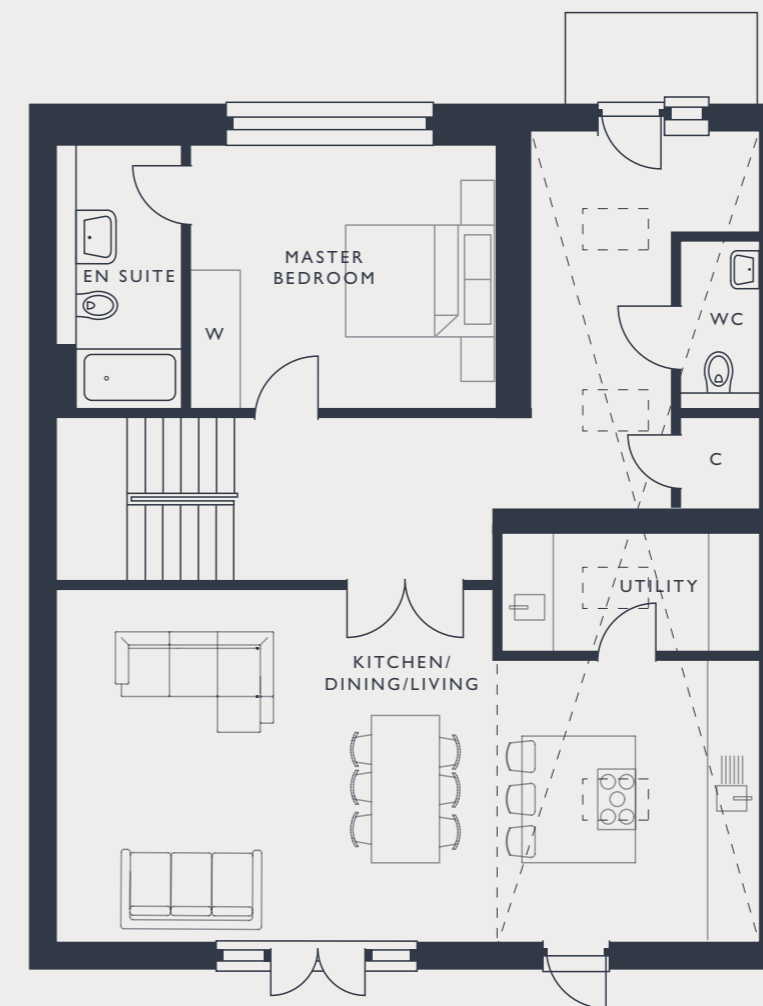 MASTER
BEDROOM
EN SUITE
W
WC
C
UTILITY
KITCHEN/
DINING/LIVING